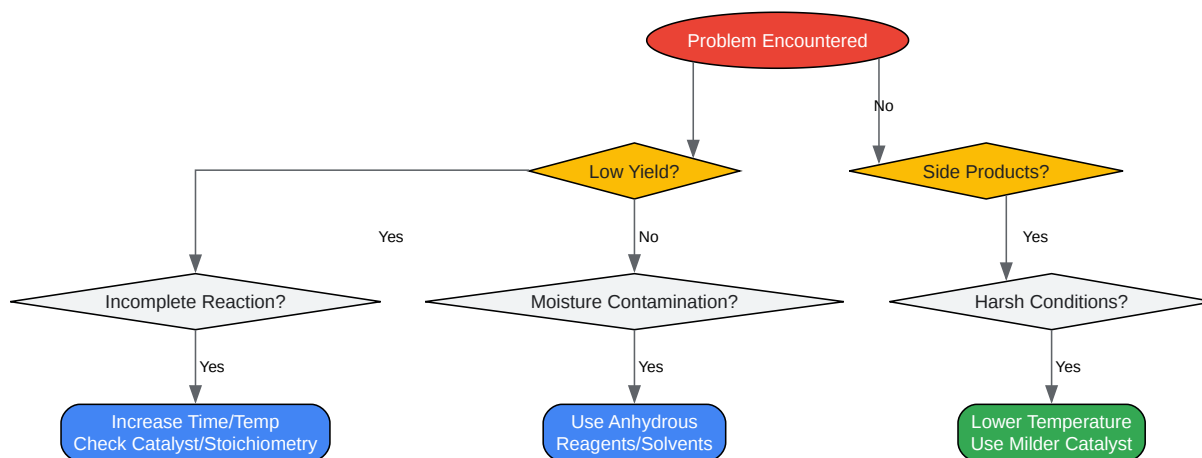 Problem Encountered
No
Low Yield?
Side Products?
Yes
No
Yes
Incomplete Reaction?
Moisture Contamination?
Harsh Conditions?
Yes
Yes
Yes
Increase Time/Temp
Check Catalyst/Stoichiometry
Use Anhydrous
Reagents/Solvents
Lower Temperature
Use Milder Catalyst